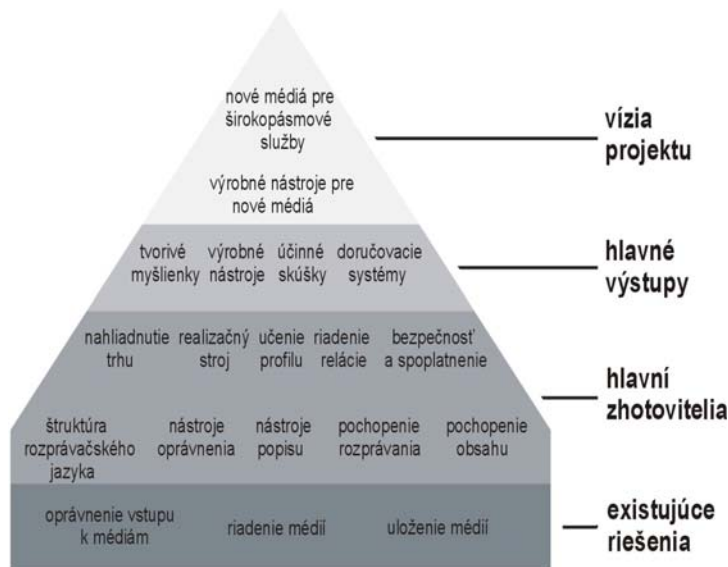 nové médiá pre
širokopásmové
služby
výrobné nástroje pre
nové médiá
vízia
projektu
tvorivé výrobné účinné doručovacie
myšlienky nástroje skúšky systémy
hlavné
výstupy
nahliadnutie realizačný učenie riadenie bezpečnosť
trhu stroj profilu relácie a spoplatnenie
štruktúra nástroje nástroje pochopenie pochopenie
rozprávačského oprávnenia popisu rozprávania obsahu
jazyka
hlavní
zhotovitelia
oprávnenie vstupu riadenie médií uloženie médií
k médiám
existujúce
riešenia